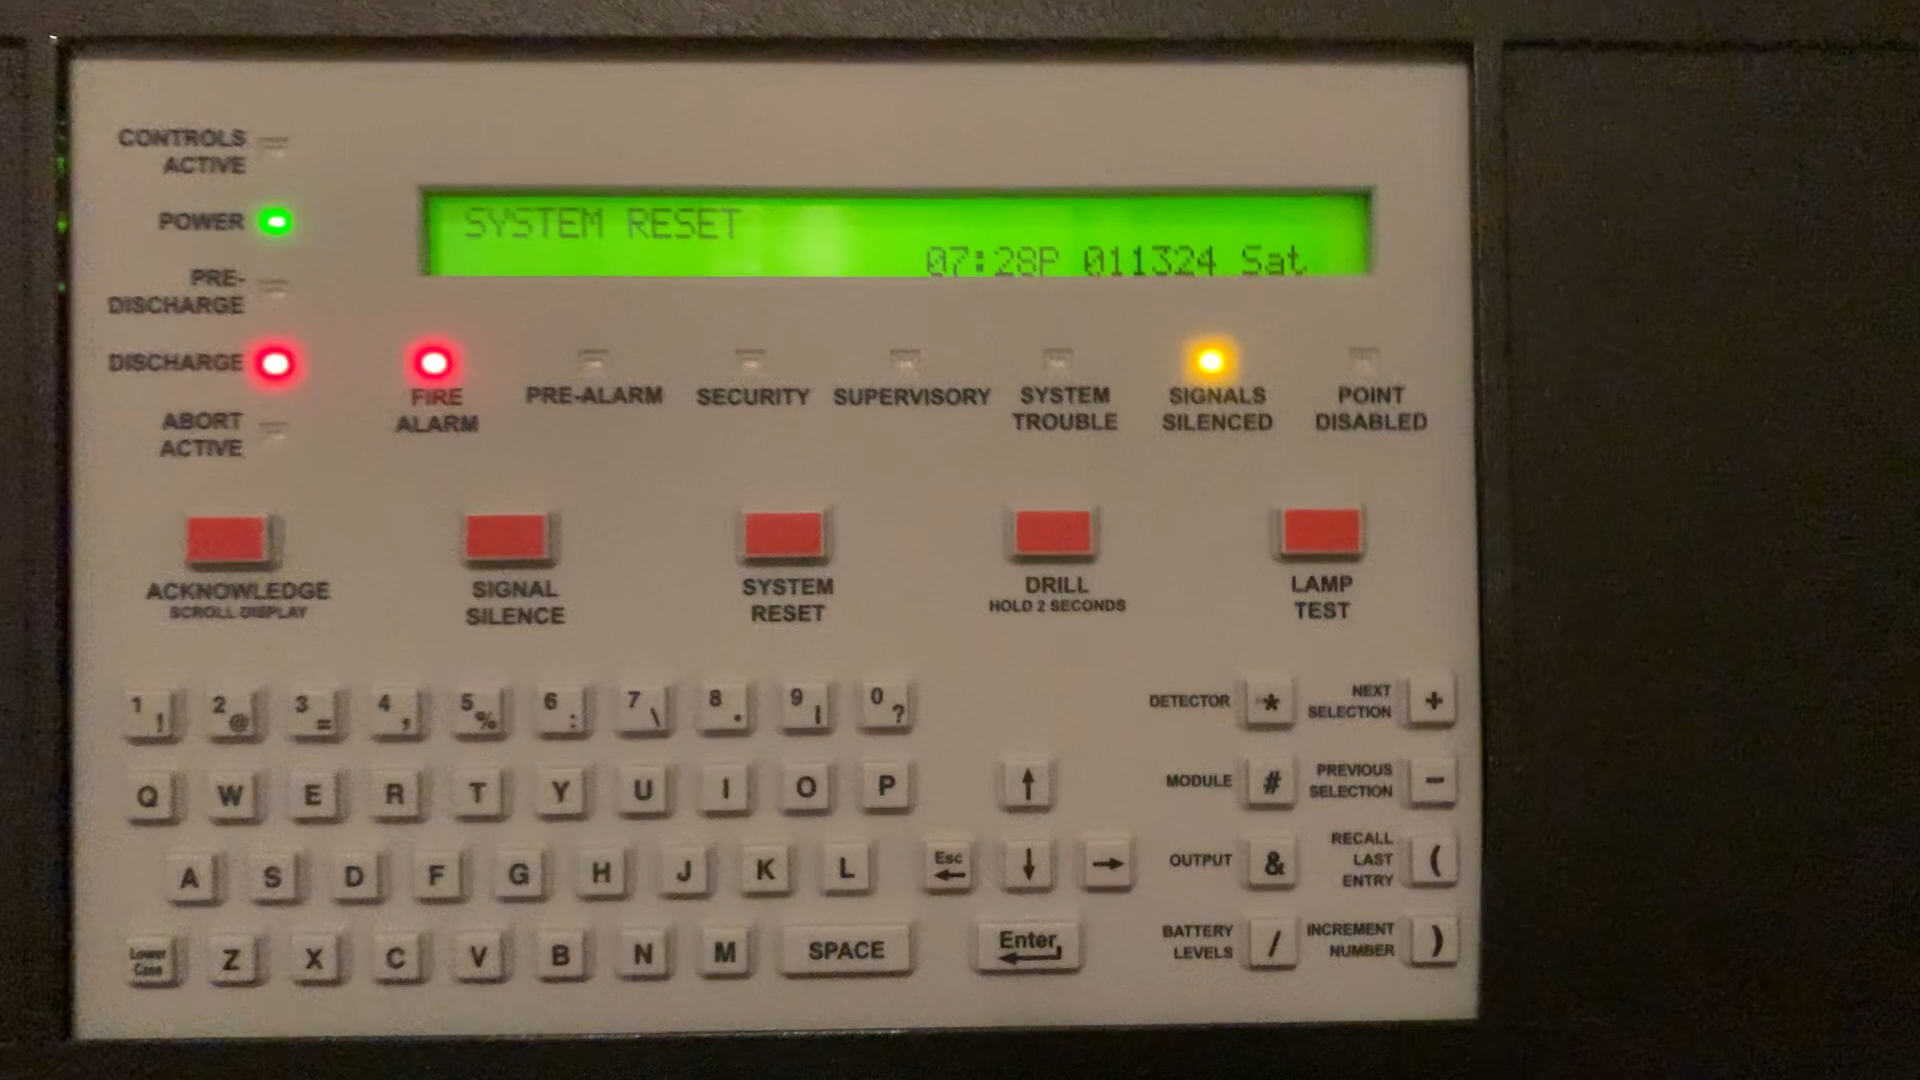 CONTROLS
ACTIVE
POWER
PRE-
DISCHARGE
DISCHARGE
ABORT
ACTIVE
SYSTEM RESET
07:28P 011324 Sat
FIRE
ALARM
PRE-ALARM
SECURITY
SUPERVISORY
SYSTEM
TROUBLE
SIGNALS
SILENCED
POINT
DISABLED
ACKNOWLEDGE
SCROLL DISPLAY
SIGNAL
SILENCE
SYSTEM
RESET
DRILL
HOLD 2 SECONDS
LAMP
TEST
1 ! 2 @ 3 = 4 , 5 % 6 : 7 \ 8 . 9 | 0 ?
Q W E R T Y U I O P ↑
A S D F G H J K L Esc ← ↓ →
Lower
Case
Z X C V B N M SPACE Enter
DETECTOR *
NEXT
SELECTION +
MODULE #
PREVIOUS
SELECTION -
OUTPUT &
RECALL
LAST
ENTRY (
BATTERY
LEVELS /
INCREMENT
NUMBER )